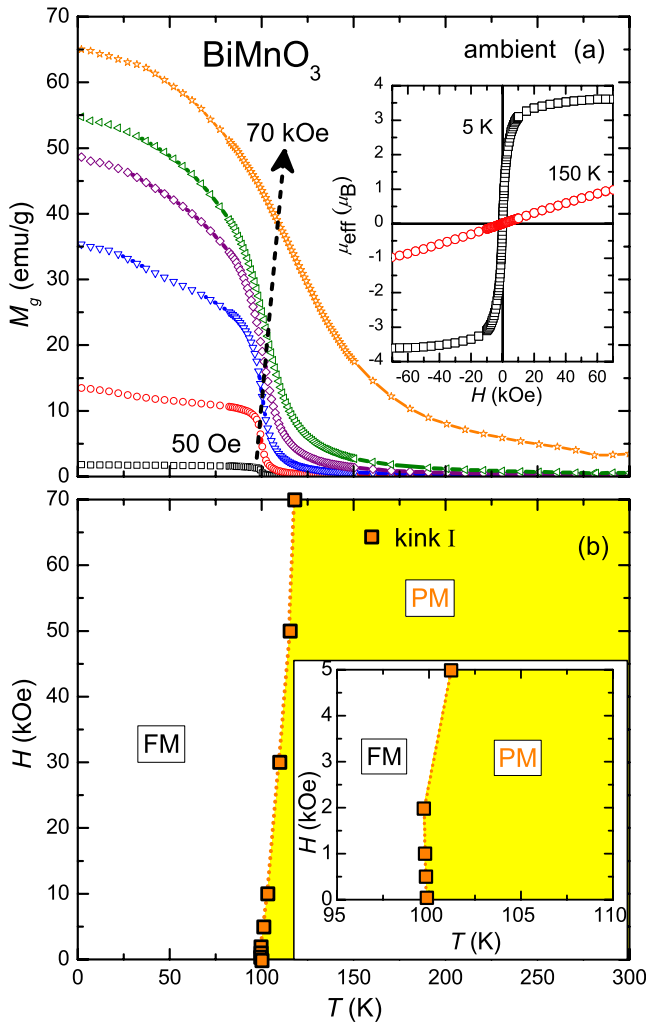 70
60
50
40
30
20
10
0
M_g (emu/g)
BiMnO₃
ambient (a)
70 kOe
50 Oe
4
3
2
1
0
-1
-2
-3
-4
μ_eff (μ_B)
5 K
150 K
-60 -40 -20 0 20 40 60
H (kOe)
70
60
50
40
30
20
10
0
H (kOe)
kink I
(b)
PM
FM
5
4
3
2
1
0
H (kOe)
FM
PM
95 100 105 110
T (K)
0 50 100 150 200 250 300
T (K)